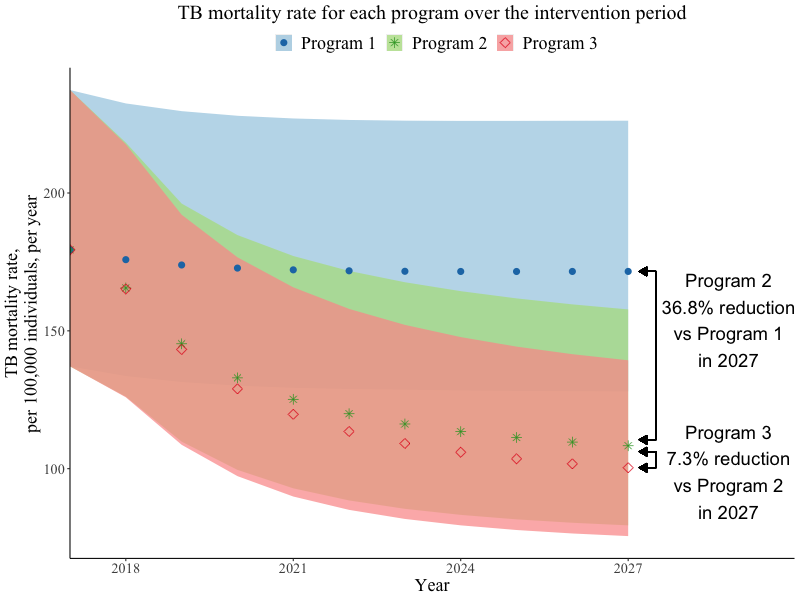 TB mortality rate for each program over the intervention period
Program 1 Program 2 Program 3
TB mortality rate,
per 100,000 individuals, per year
200
150
100
2018 2021 2024 2027
Year
Program 2
36.8% reduction
vs Program 1
in 2027
Program 3
7.3% reduction
vs Program 2
in 2027